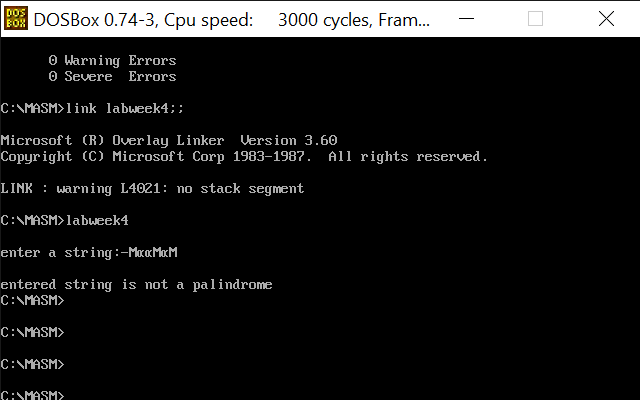 DOS BOX
DOSBox 0.74-3, Cpu speed: 3000 cycles, Fram...
0 Warning Errors
0 Severe Errors
C:\MASM>link labweek4;;
Microsoft (R) Overlay Linker Version 3.60
Copyright (C) Microsoft Corp 1983-1987. All rights reserved.
LINK : warning L4021: no stack segment
C:\MASM>labweek4
enter a string:-MααMαM
entered string is not a palindrome
C:\MASM>
C:\MASM>
C:\MASM>
C:\MASM>